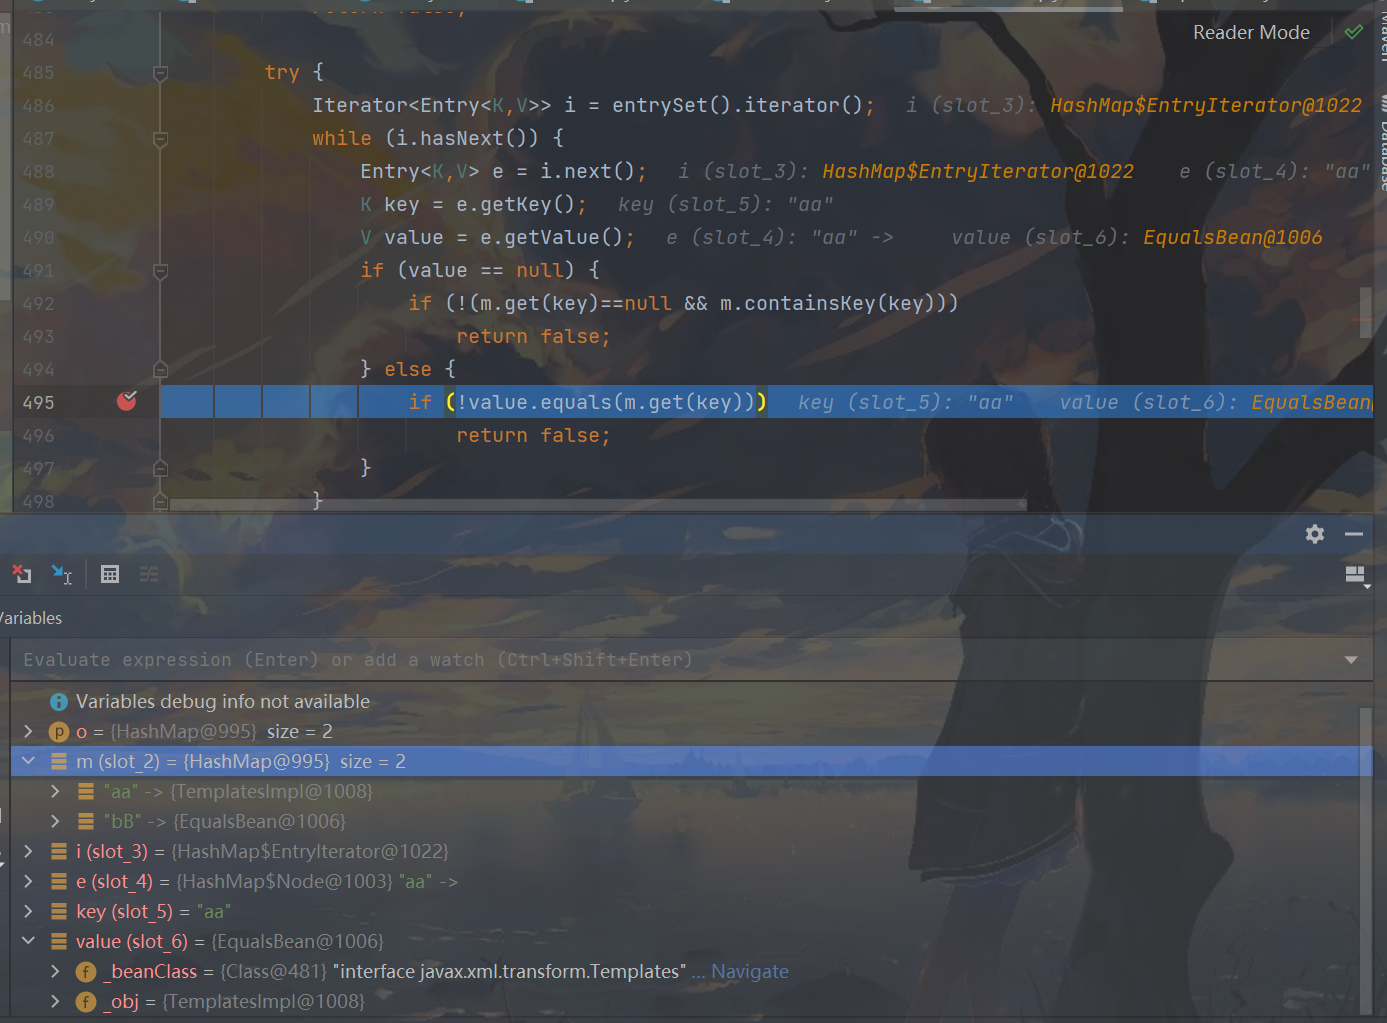 return false;
Reader Mode
484
485 try {
486 Iterator<Entry<K,V>> i = entrySet().iterator(); i (slot_3): HashMap$EntryIterator@1022
487 while (i.hasNext()) {
488 Entry<K,V> e = i.next(); i (slot_3): HashMap$EntryIterator@1022 e (slot_4): "aa"
489 K key = e.getKey(); key (slot_5): "aa"
490 V value = e.getValue(); e (slot_4): "aa" -> value (slot_6): EqualsBean@1006
491 if (value == null) {
492 if (!(m.get(key)==null && m.containsKey(key)))
493 return false;
494 } else {
495 if (!value.equals(m.get(key))) key (slot_5): "aa" value (slot_6): EqualsBean
496 return false;
497 }
498 }
Maven
Database
Variables
Evaluate expression (Enter) or add a watch (Ctrl+Shift+Enter)
Variables debug info not available
o = {HashMap@995} size = 2
m (slot_2) = {HashMap@995} size = 2
"aa" -> {TemplatesImpl@1008}
"bB" -> {EqualsBean@1006}
i (slot_3) = {HashMap$EntryIterator@1022}
e (slot_4) = {HashMap$Node@1003} "aa" ->
key (slot_5) = "aa"
value (slot_6) = {EqualsBean@1006}
_beanClass = {Class@481} "interface javax.xml.transform.Templates" ... Navigate
_obj = {TemplatesImpl@1008}